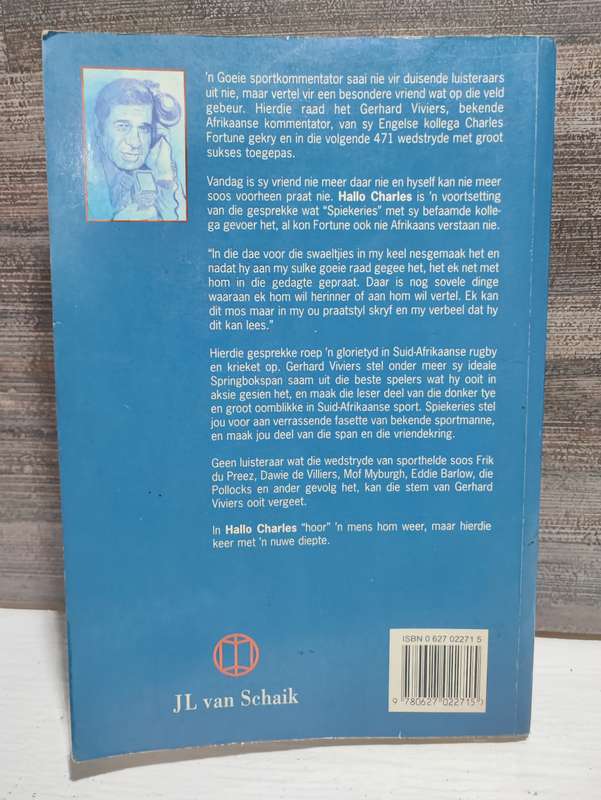 'n Goeie sportkommentator saai nie vir duisende luisteraars
uit nie, maar vertel vir een besondere vriend wat op die veld
gebeur. Hierdie raad het Gerhard Viviers, bekende
Afrikaanse kommentator, van sy Engelse kollega Charles
Fortune gekry en in die volgende 471 wedstryde met groot
sukses toegepas.
Vandag is sy vriend nie meer daar nie en hyself kan nie meer
soos voorheen praat nie. Hallo Charles is 'n voortsetting
van die gesprekke wat "Spiekeries" met sy befaamde kolle-
ga gevoer het, al kon Fortune ook nie Afrikaans verstaan nie.
"In die dae voor die swaeltjies in my keel nesgemaak het en
nadat hy aan my sulke goeie raad gegee het, het ek net met
hom in die gedagte gepraat. Daar is nog sovele dinge
waaraan ek hom wil herinner of aan hom wil vertel. Ek kan
dit mos maar in my ou praatstyl skryf en my verbeel dat hy
dit kan lees."
Hierdie gesprekke roep 'n glorietyd in Suid-Afrikaanse rugby
en krieket op. Gerhard Viviers stel onder meer sy ideale
Springbokspan saam uit die beste spelers wat hy ooit in
aksie gesien het, en maak die leser deel van die donker tye
en groot oomblikke in Suid-Afrikaanse sport. Spiekeries stel
jou voor aan verrassende fasette van bekende sportmanne,
en maak jou deel van die span en die vriendekring.
Geen luisteraar wat die wedstryde van sporthelde soos Frik
du Preez, Dawie de Villiers, Mof Myburgh, Eddie Barlow, die
Pollocks en ander gevolg het, kan die stem van Gerhard
Viviers ooit vergeet.
In Hallo Charles "hoor" 'n mens hom weer, maar hierdie
keer met 'n nuwe diepte.
JL van Schaik
ISBN 0 627 02271 5
9 780627 022715